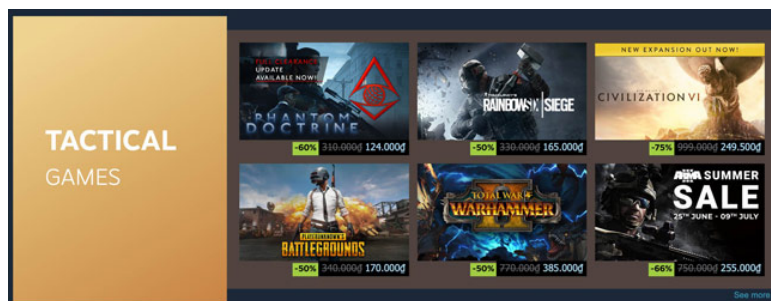 TACTICAL
GAMES
FULL CLEARANCE
UPDATE
AVAILABLE NOW!
PHANTOM
DOCTRINE
-60% 310.000₫ 124.000₫
RAINBOW SIX | SIEGE
-50% 330.000₫ 165.000₫
NEW EXPANSION OUT NOW!
CIVILIZATION VI
-75% 999.000₫ 249.500₫
PLAYERUNKNOWN'S
BATTLEGROUNDS
-50% 340.000₫ 170.000₫
TOTAL WAR
WARHAMMER
II
-50% 770.000₫ 385.000₫
ARMA SUMMER
SALE
25TH JUNE - 09TH JULY
-66% 750.000₫ 255.000₫
See more